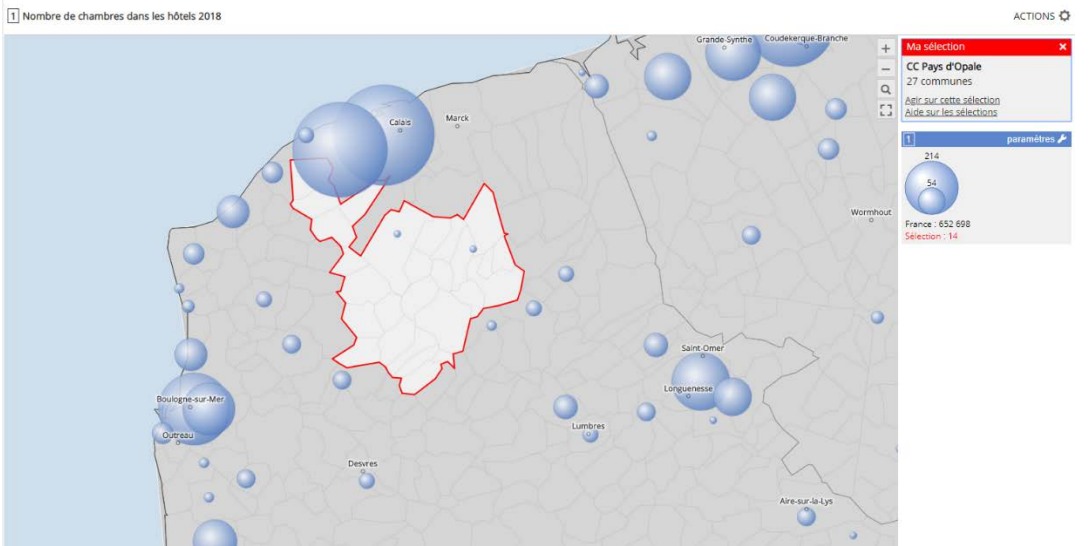 1 Nombre de chambres dans les hôtels 2018
ACTIONS
Grande-Synthe
Coudekerque-Branche
+
−
Ma sélection ×
CC Pays d'Opale
27 communes
Agir sur cette sélection
Aide sur les sélections
1 paramètres
214
54
France : 652 698
Sélection : 14
Calais
Marck
Wormhout
Saint-Omer
Longuenesse
Boulogne-sur-Mer
Outreau
Lumbres
Desvres
Aire-sur-la-Lys